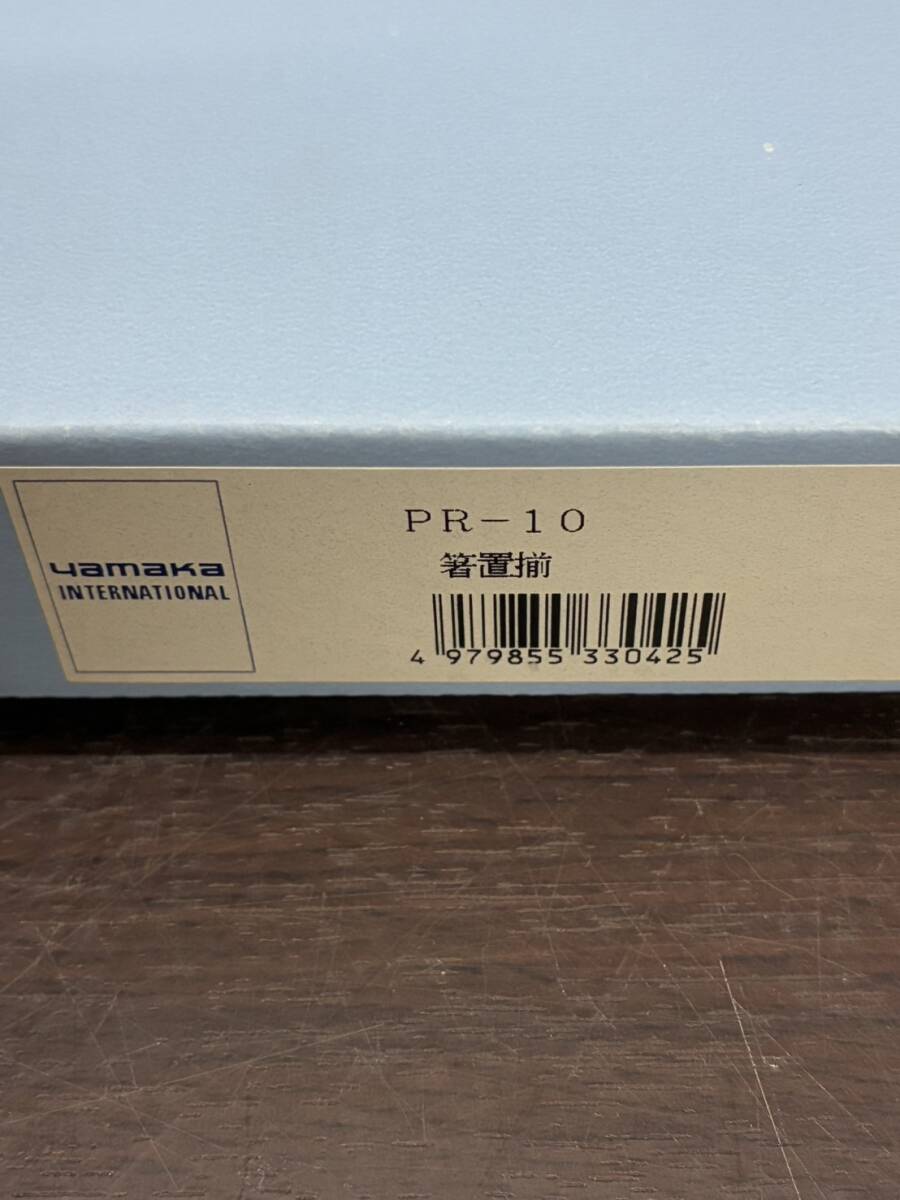 yamaka
INTERNATIONAL
PR-10
箸置揃
4 979855 330425